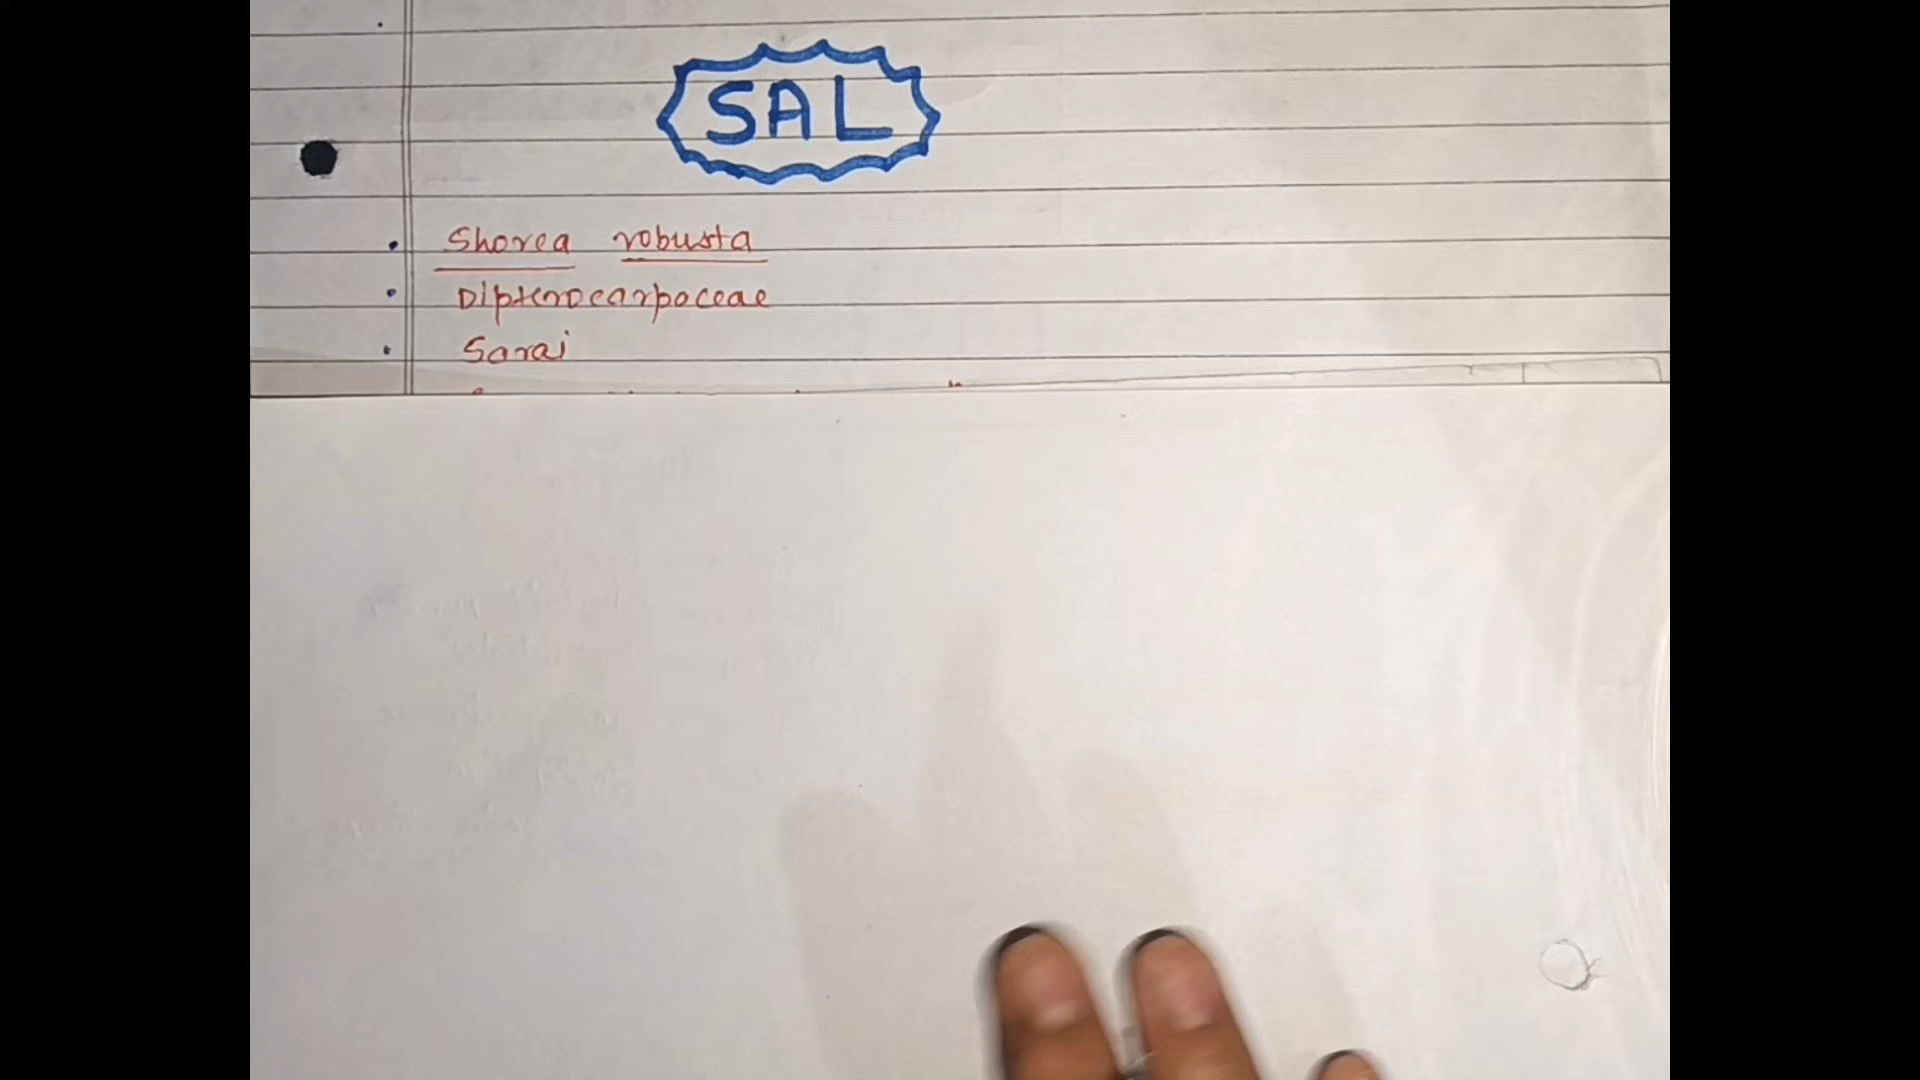 SAL
• Shorea robusta
• Dipterocarpaceae
• Sarai